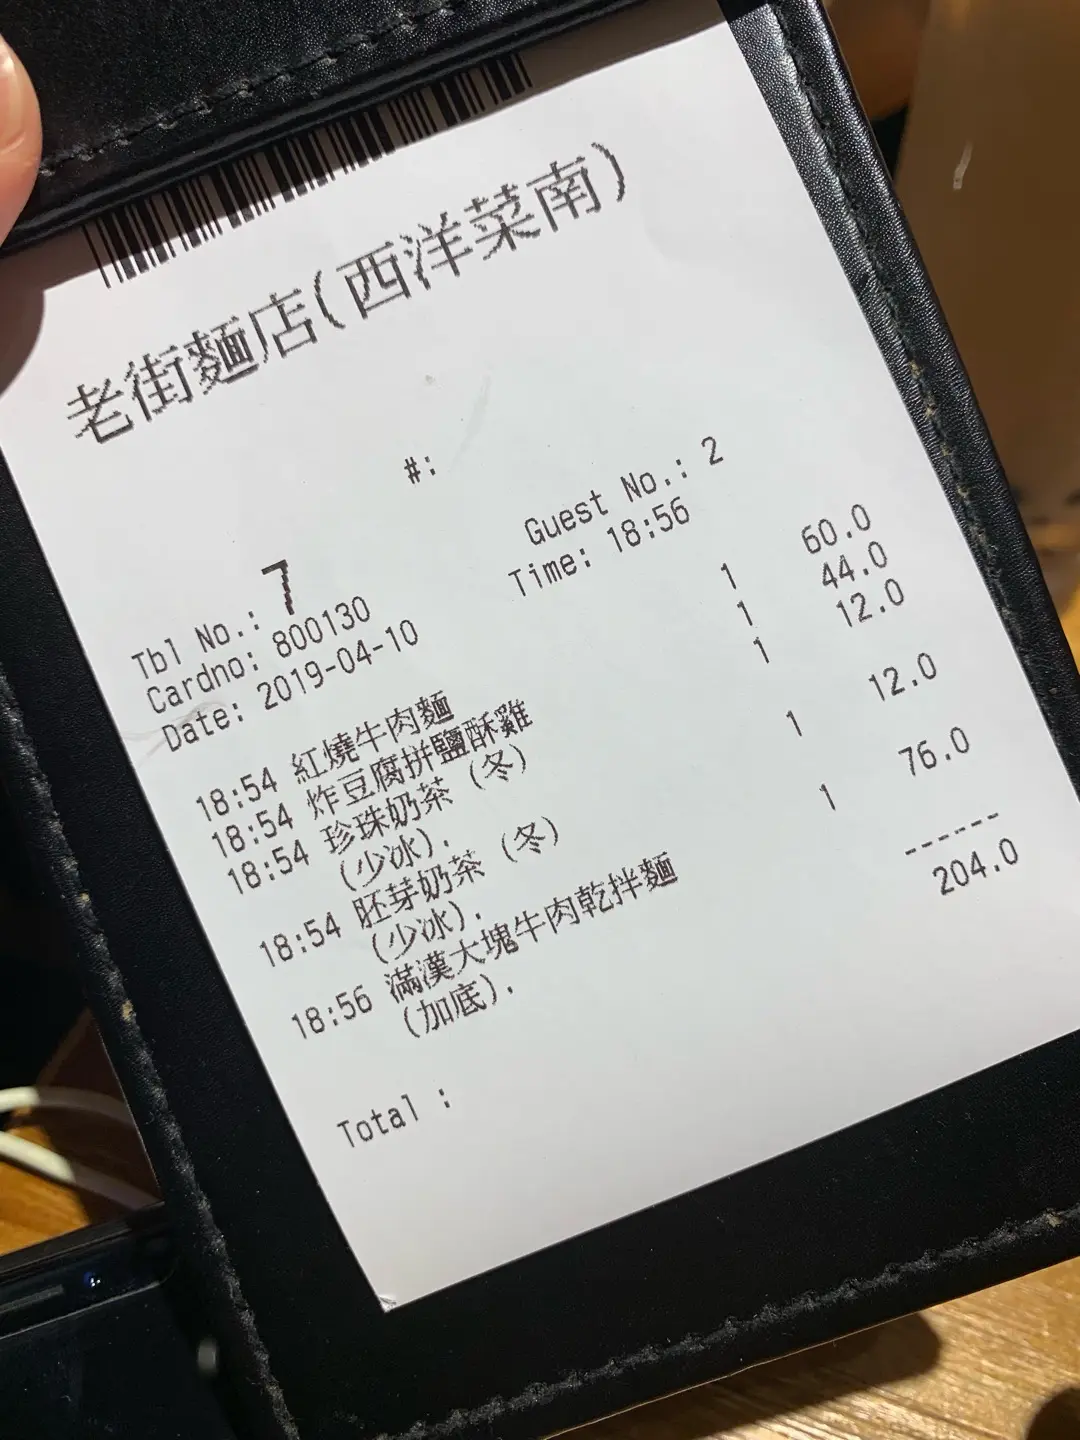 老街麵店(西洋菜南)
#:
Tbl No.: 7 Guest No.: 2
Cardno: 800130 Time: 18:56
Date: 2019-04-10
18:54 紅燒牛肉麵 1 60.0
18:54 炸豆腐拼鹽酥雞 1 44.0
18:54 珍珠奶茶 (冬) 1 12.0
(少冰).
18:54 胚芽奶茶 (冬) 1 12.0
(少冰).
18:56 滿漢大塊牛肉乾拌麵 1 76.0
(加底).
------
Total : 204.0